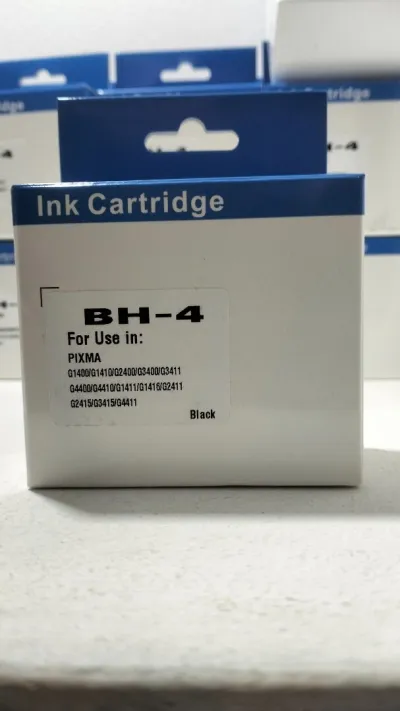 Ink Cartridge
BH-4
For Use in:
PIXMA
G1400/G1410/G2400/G3400/G3411
G4400/G4410/G1411/G1416/G2411
G2415/G3415/G4411
Black